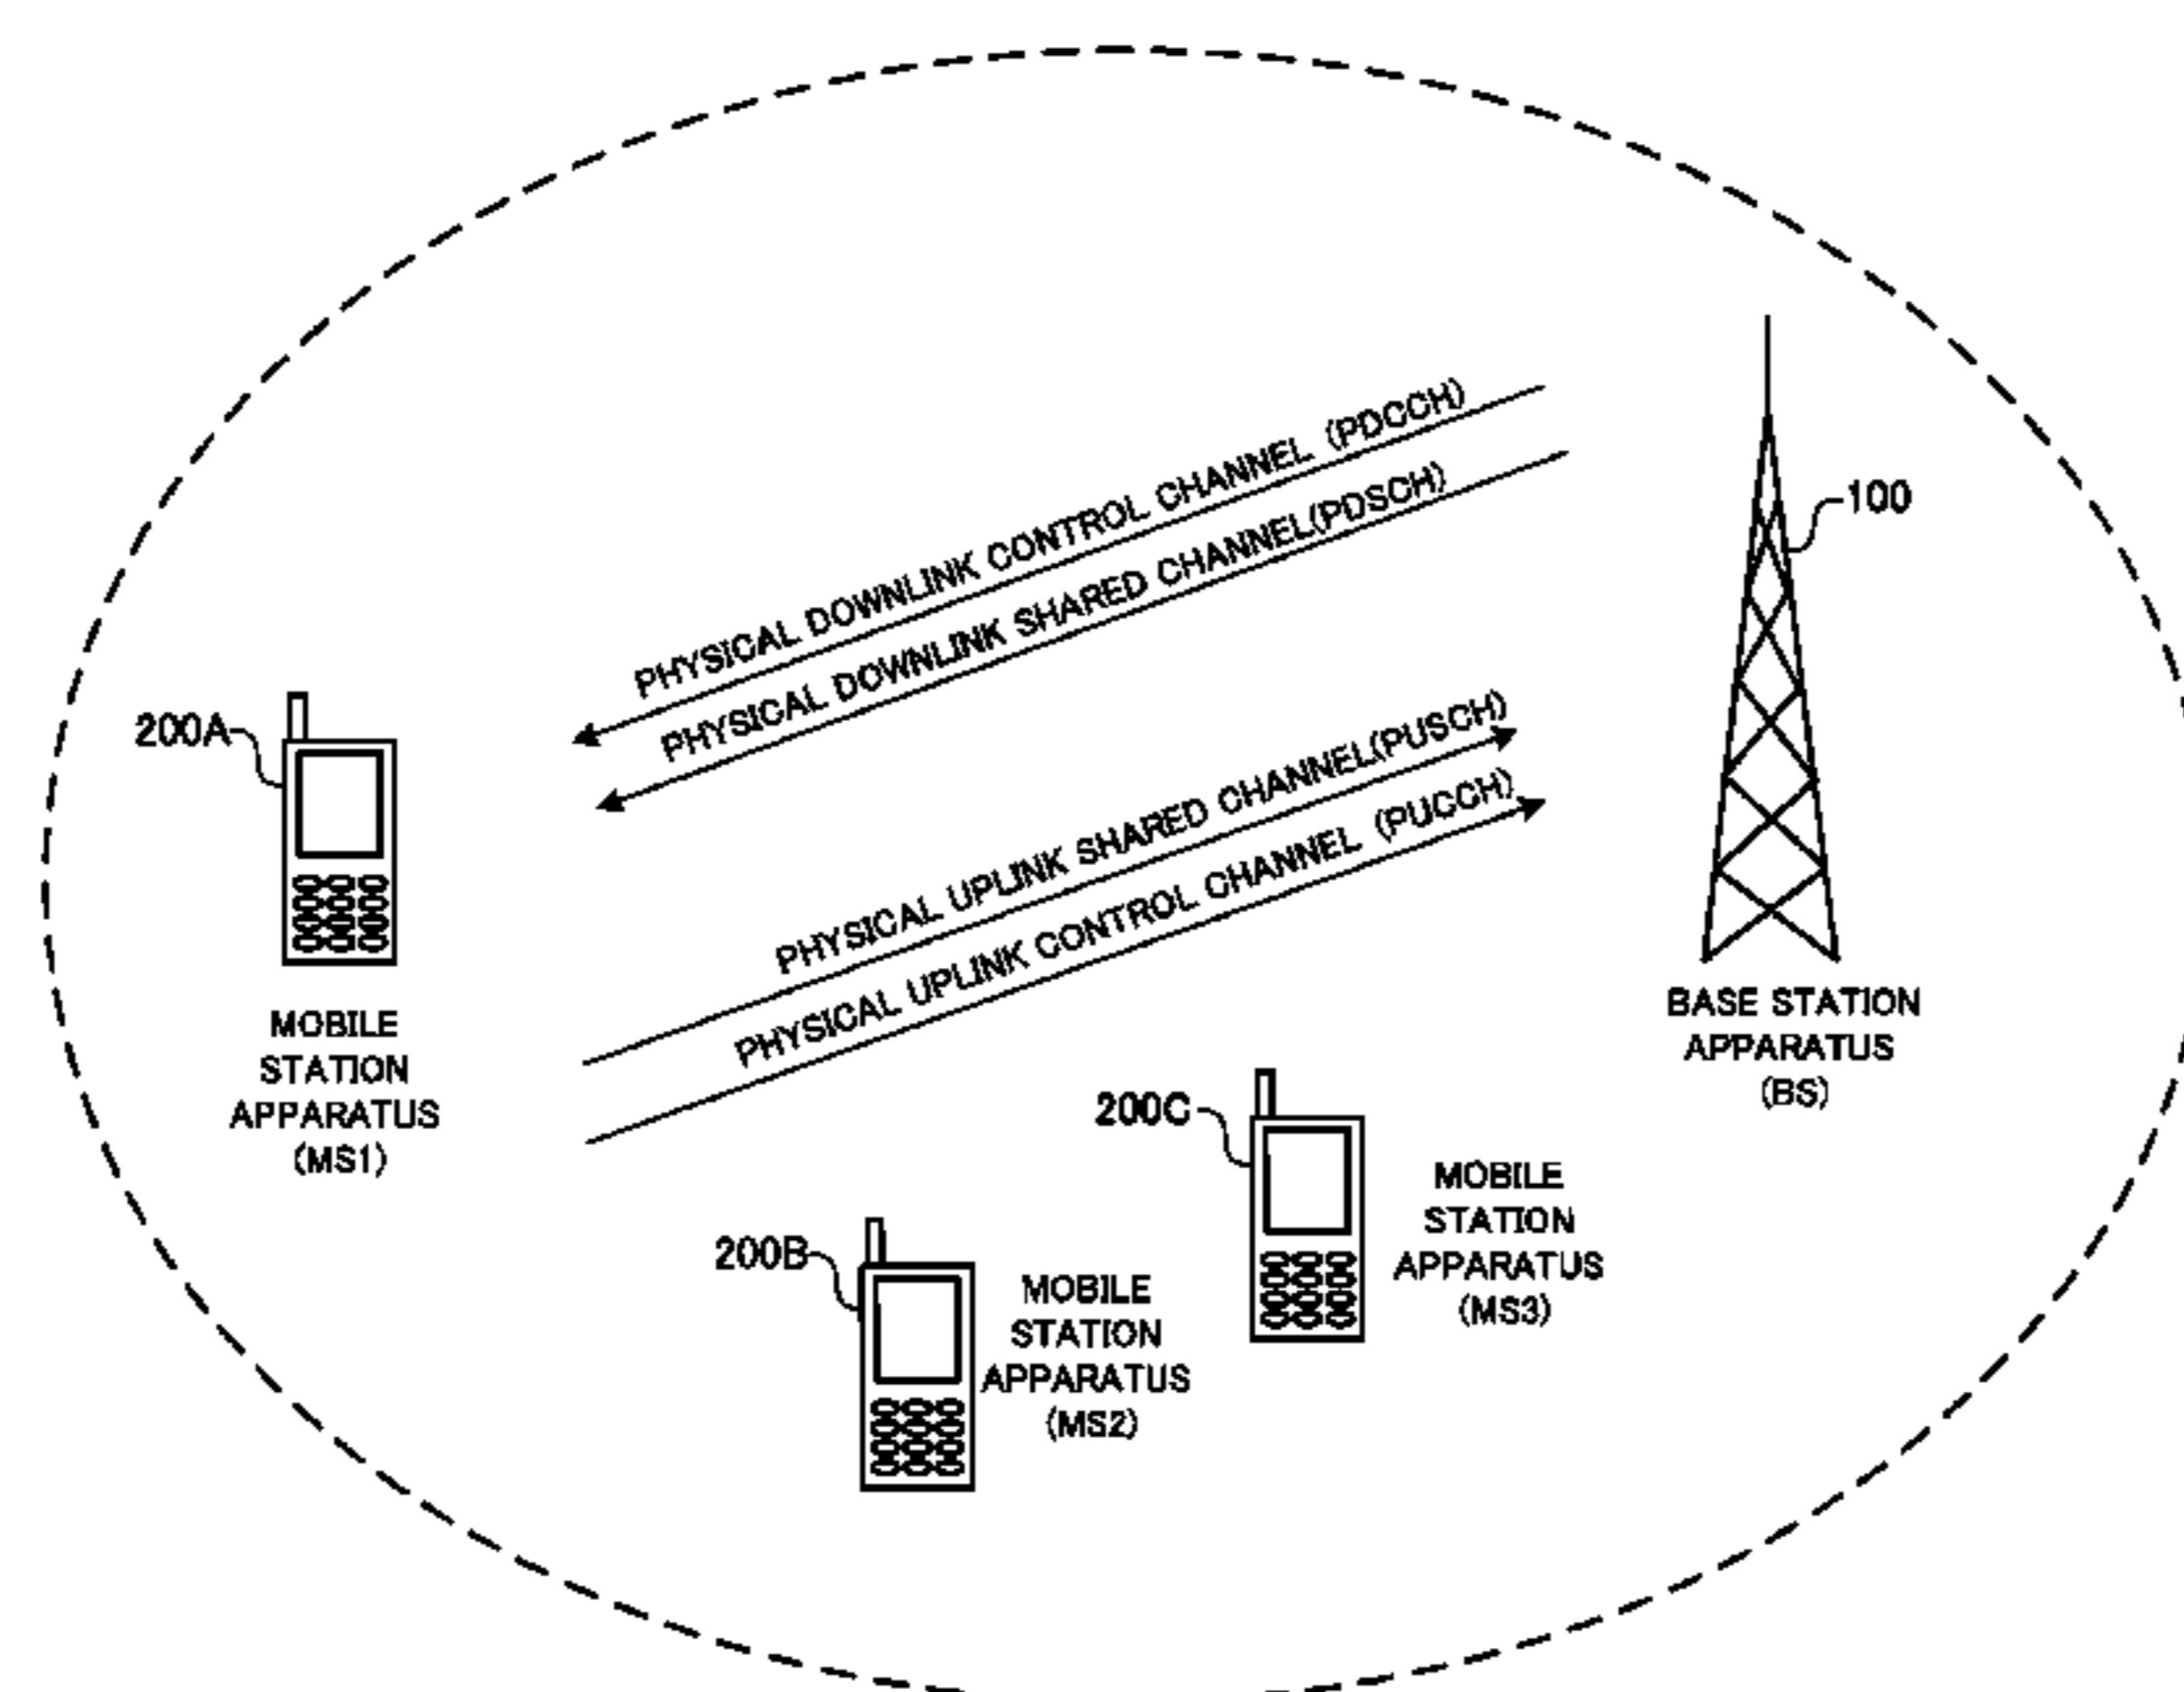 PHYSICAL DOWNLINK CONTROL CHANNEL (PDCCH)
PHYSICAL DOWNLINK SHARED CHANNEL(PDSCH)
100
200A
PHYSICAL UPLINK SHARED CHANNEL(PUSCH)
PHYSICAL UPLINK CONTROL CHANNEL (PUCCH)
BASE STATION
APPARATUS
(BS)
MOBILE
STATION
APPARATUS
(MS1)
200C
MOBILE
STATION
APPARATUS
(MS3)
200B
MOBILE
STATION
APPARATUS
(MS2)